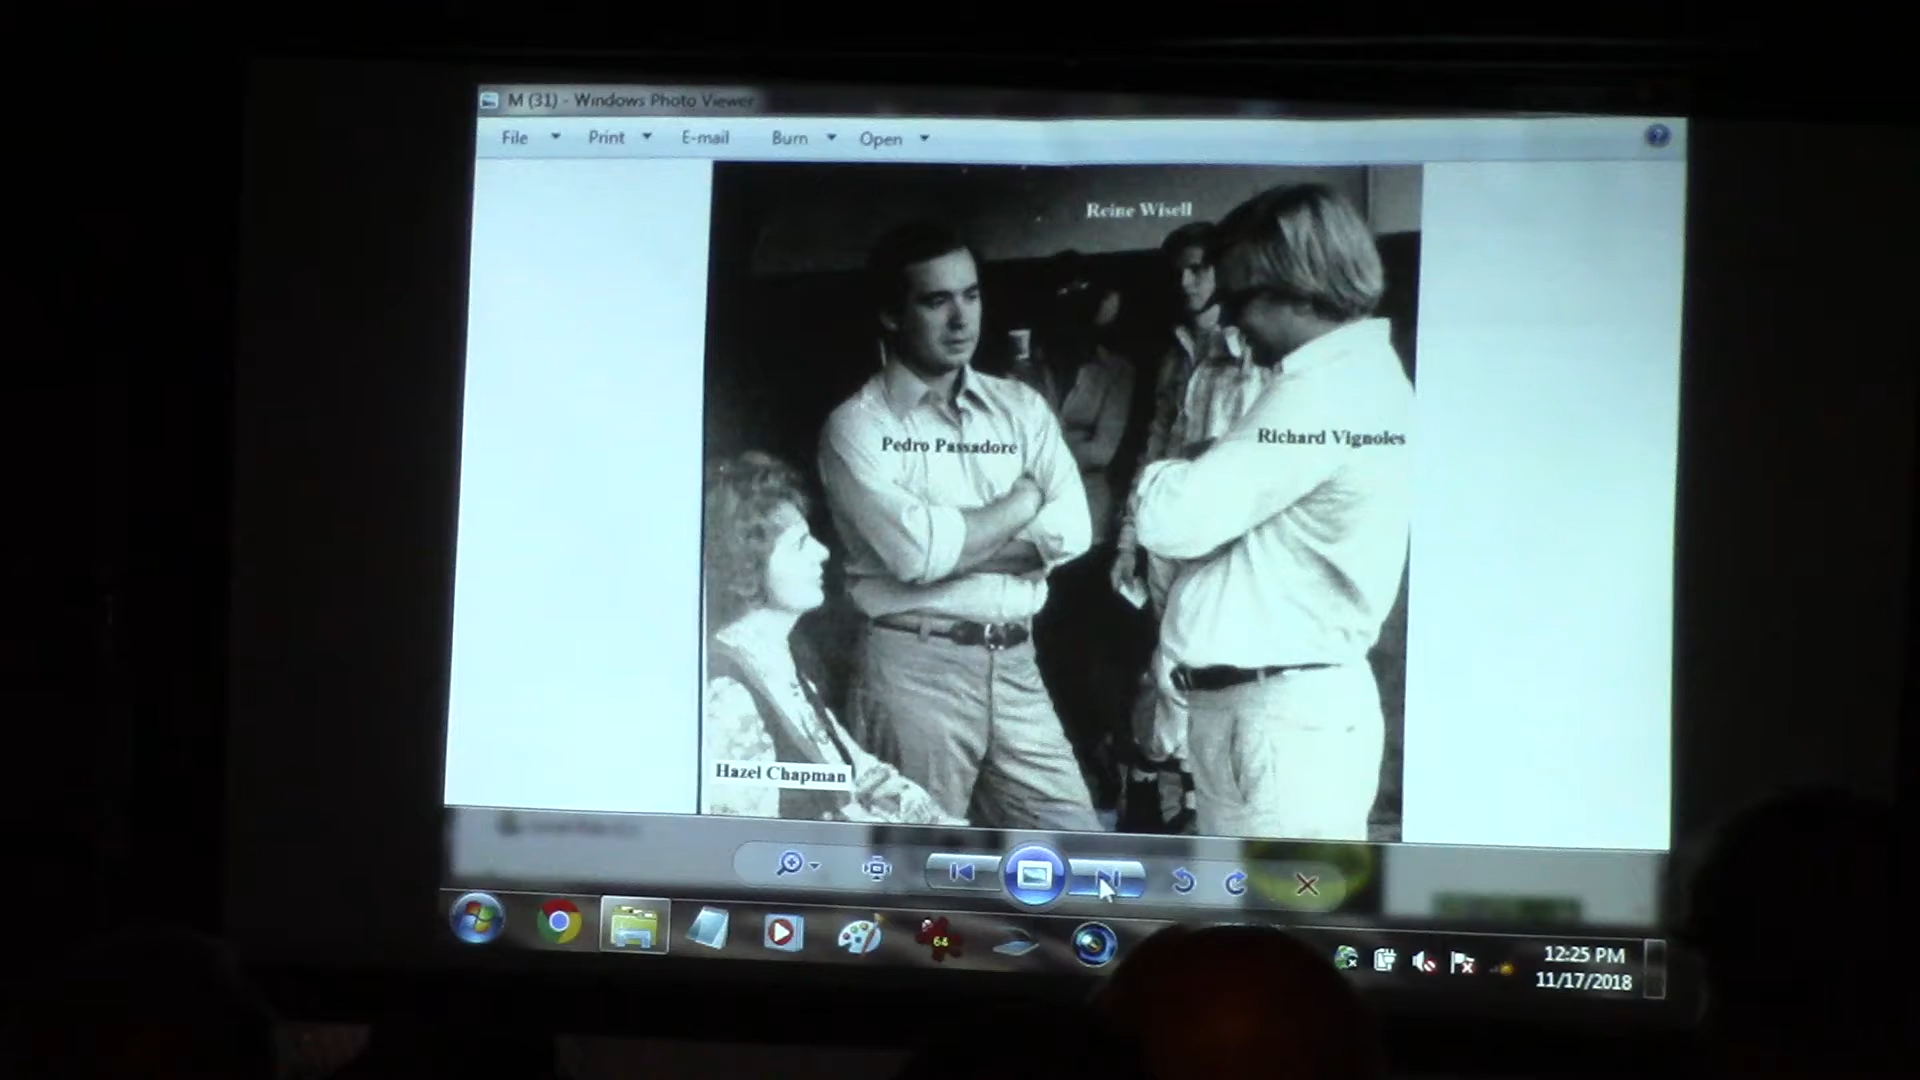 M (31) - Windows Photo Viewer
File Print E-mail Burn Open
Reine Wisell
Pedro Passadore
Richard Vignoles
Hazel Chapman
64
12:25 PM
11/17/2018